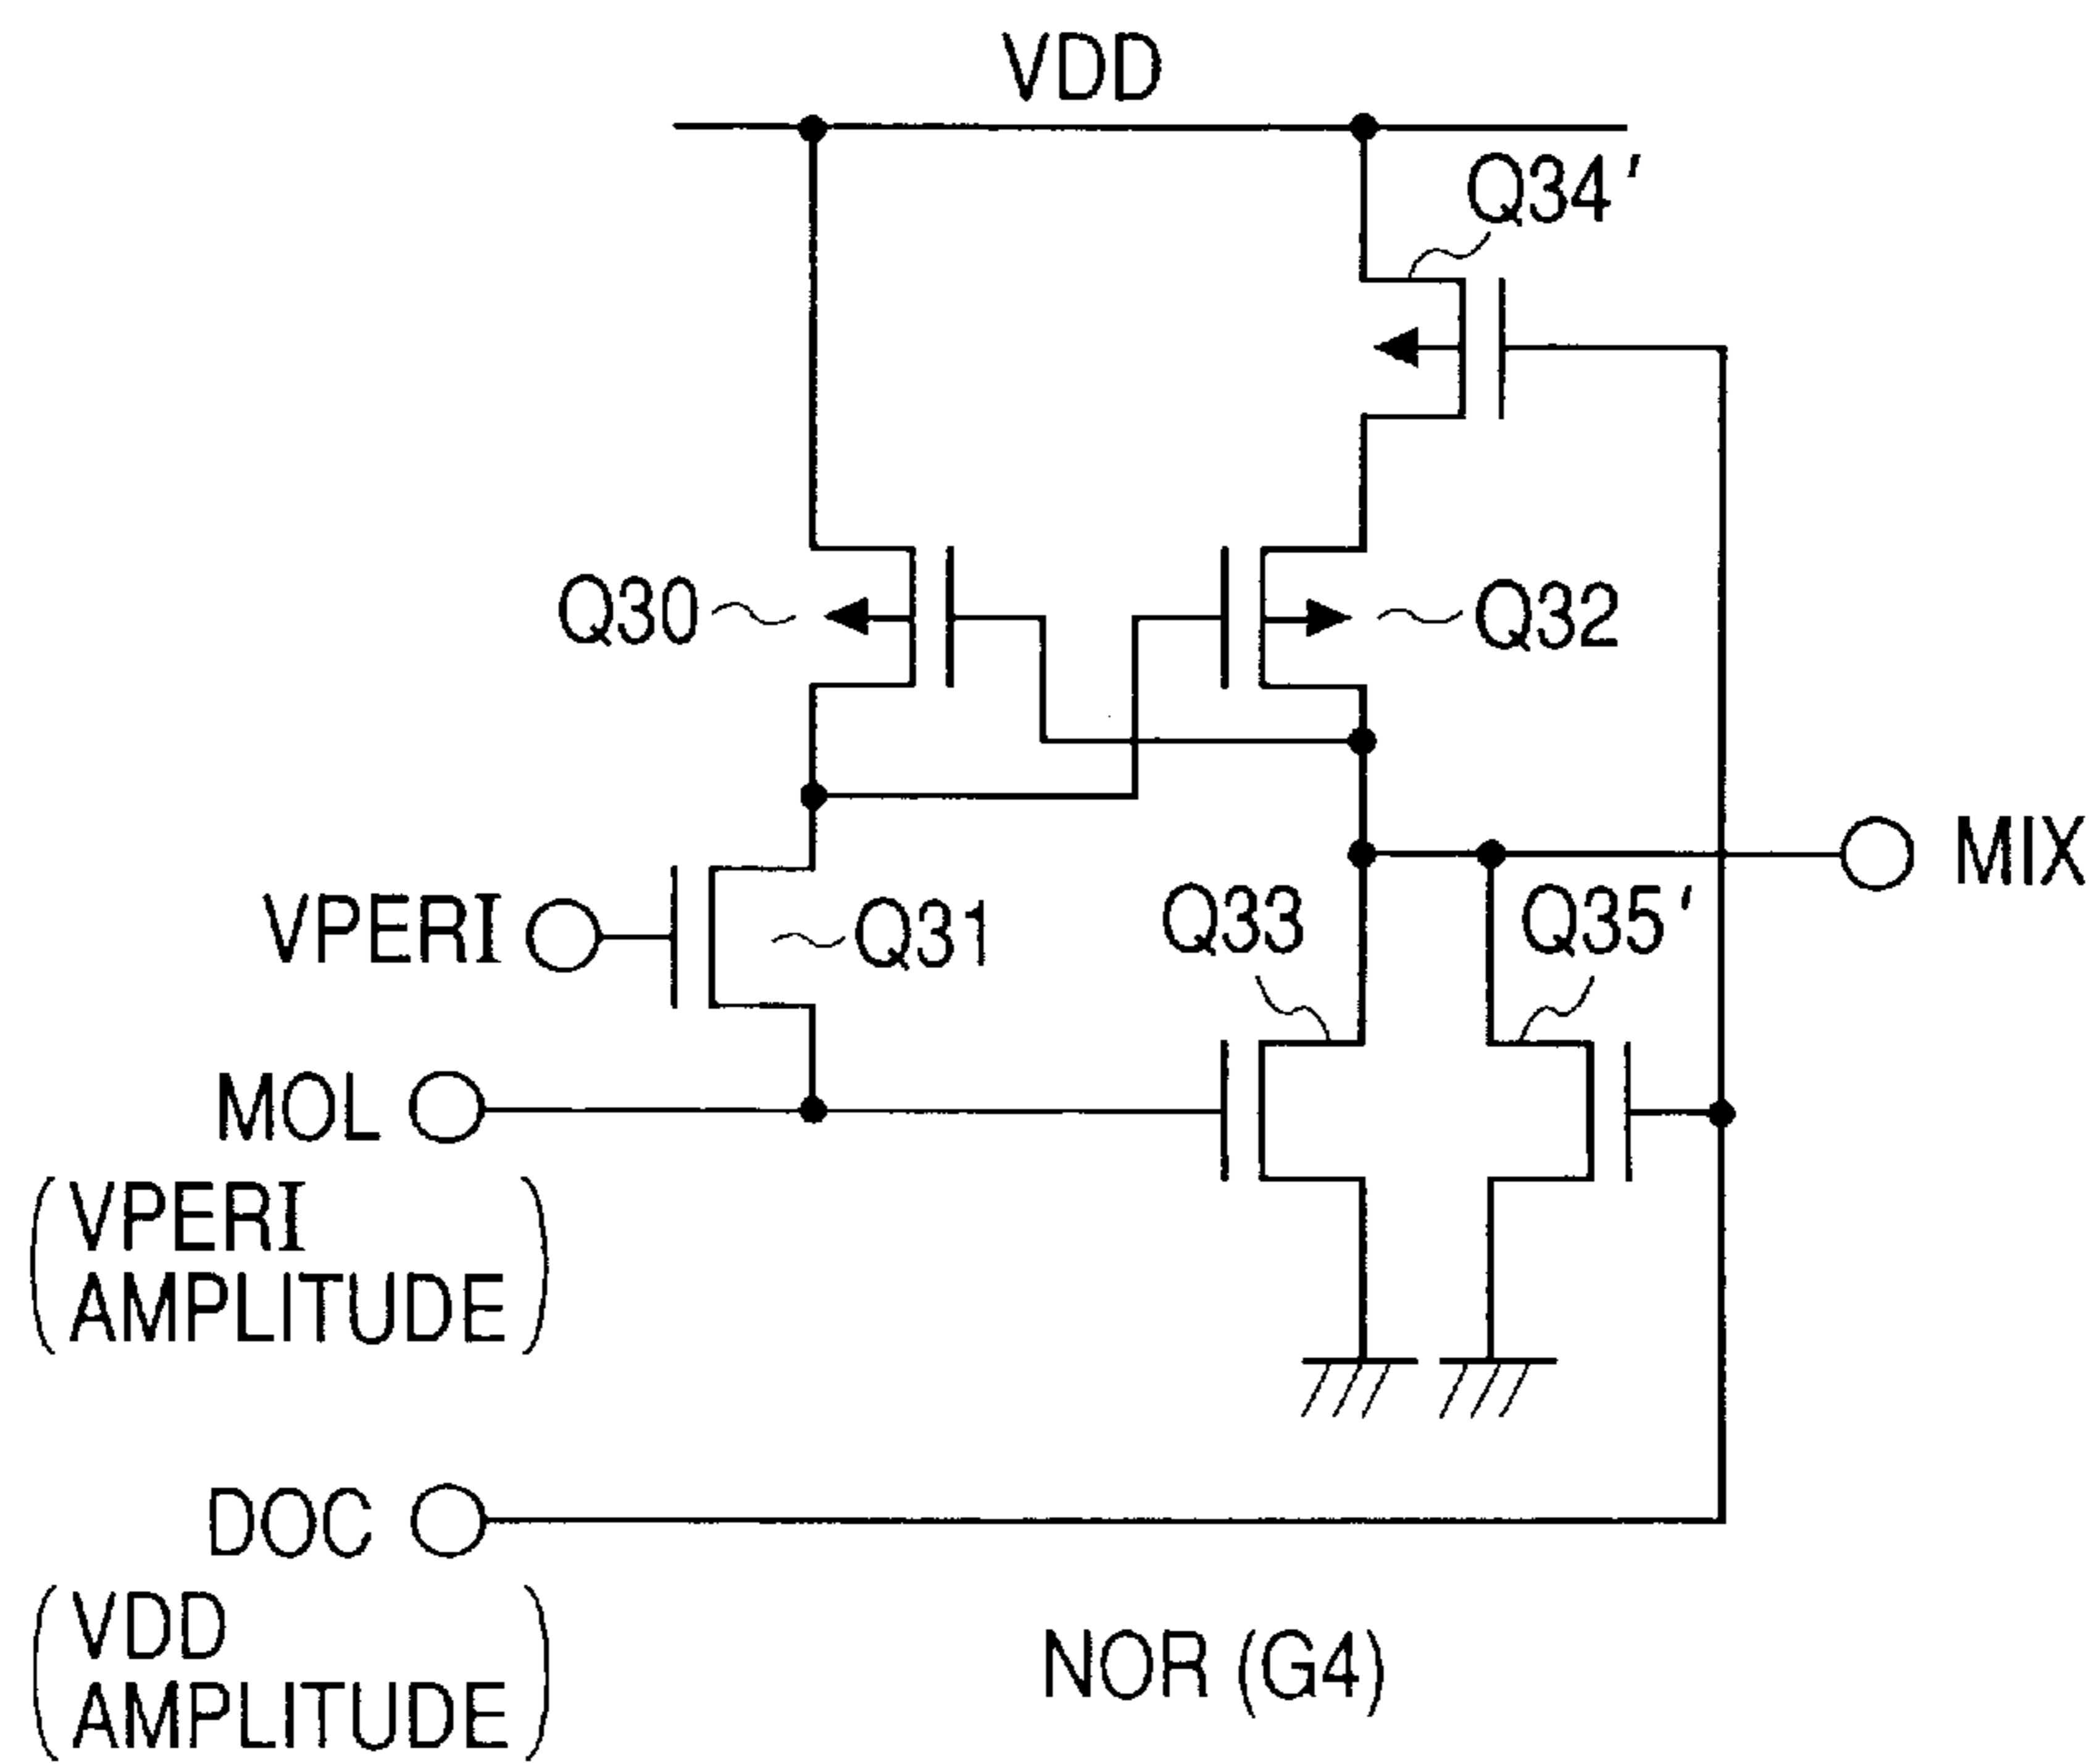 VDD
Q34'
Q30
Q32
MIX
VPERI
Q31
Q33
Q35'
MOL
(VPERI
AMPLITUDE)
DOC
(VDD
AMPLITUDE)
NOR (G4)